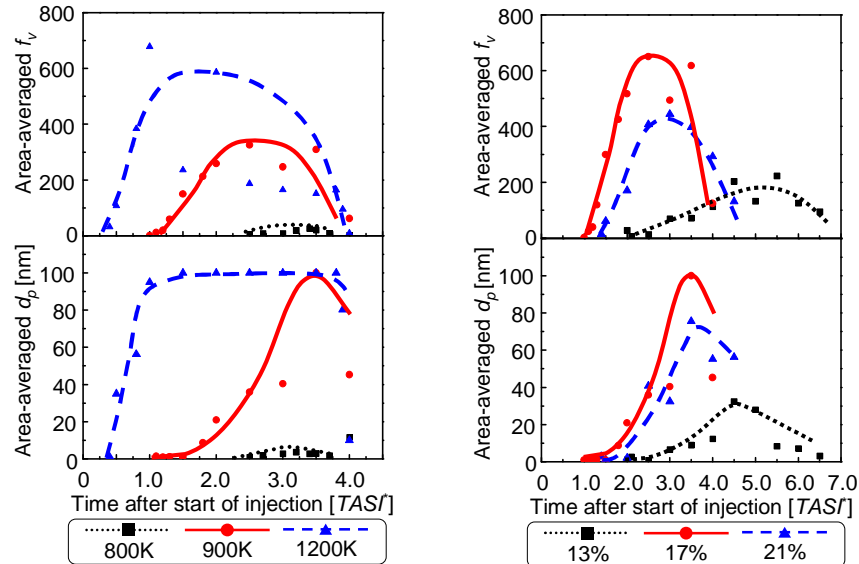 Area-averaged f_v
800
600
400
200
0
Area-averaged d_p [nm]
100
80
60
40
20
0
0 1.0 2.0 3.0 4.0
Time after start of injection [TASI*]
800K 900K 1200K
Area-averaged f_v
800
600
400
200
0
Area-averaged d_p [nm]
100
80
60
40
20
0
0 1.0 2.0 3.0 4.0 5.0 6.0 7.0
Time after start of injection [TASI*]
13% 17% 21%